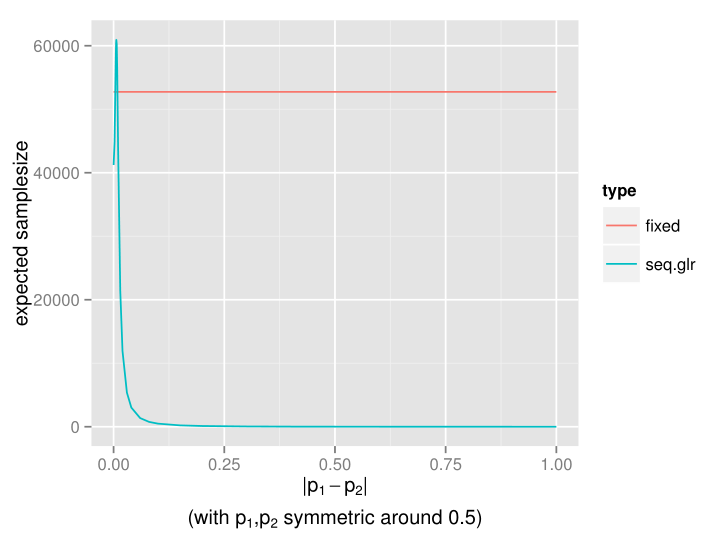 60000
40000
20000
0
expected samplesize
0.00 0.25 0.50 0.75 1.00
|p₁ − p₂|
(with p₁,p₂ symmetric around 0.5)
type
fixed
seq.glr